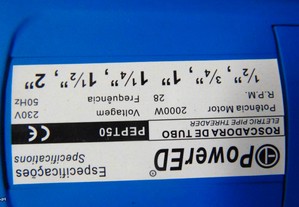 Especificações
Specifications
PowerED
ROSCADORA DE TUBO
ELECTRIC PIPE THREADER
PEPT50
CE
Potência Motor 2000W Voltagem 230V
R.P.M. 28 Frequência 50Hz
1/2", 3/4", 1", 1 1/4", 1 1/2", 2"